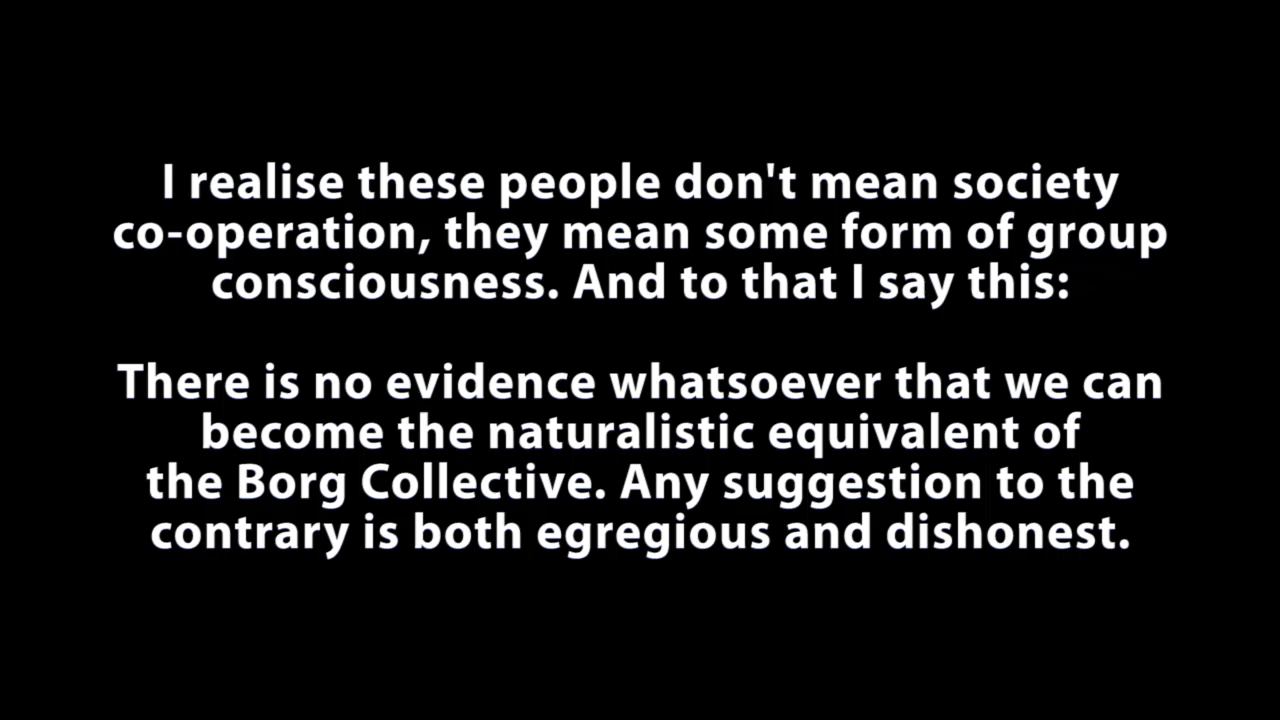 I realise these people don't mean society
co-operation, they mean some form of group
consciousness. And to that I say this:
There is no evidence whatsoever that we can
become the naturalistic equivalent of
the Borg Collective. Any suggestion to the
contrary is both egregious and dishonest.